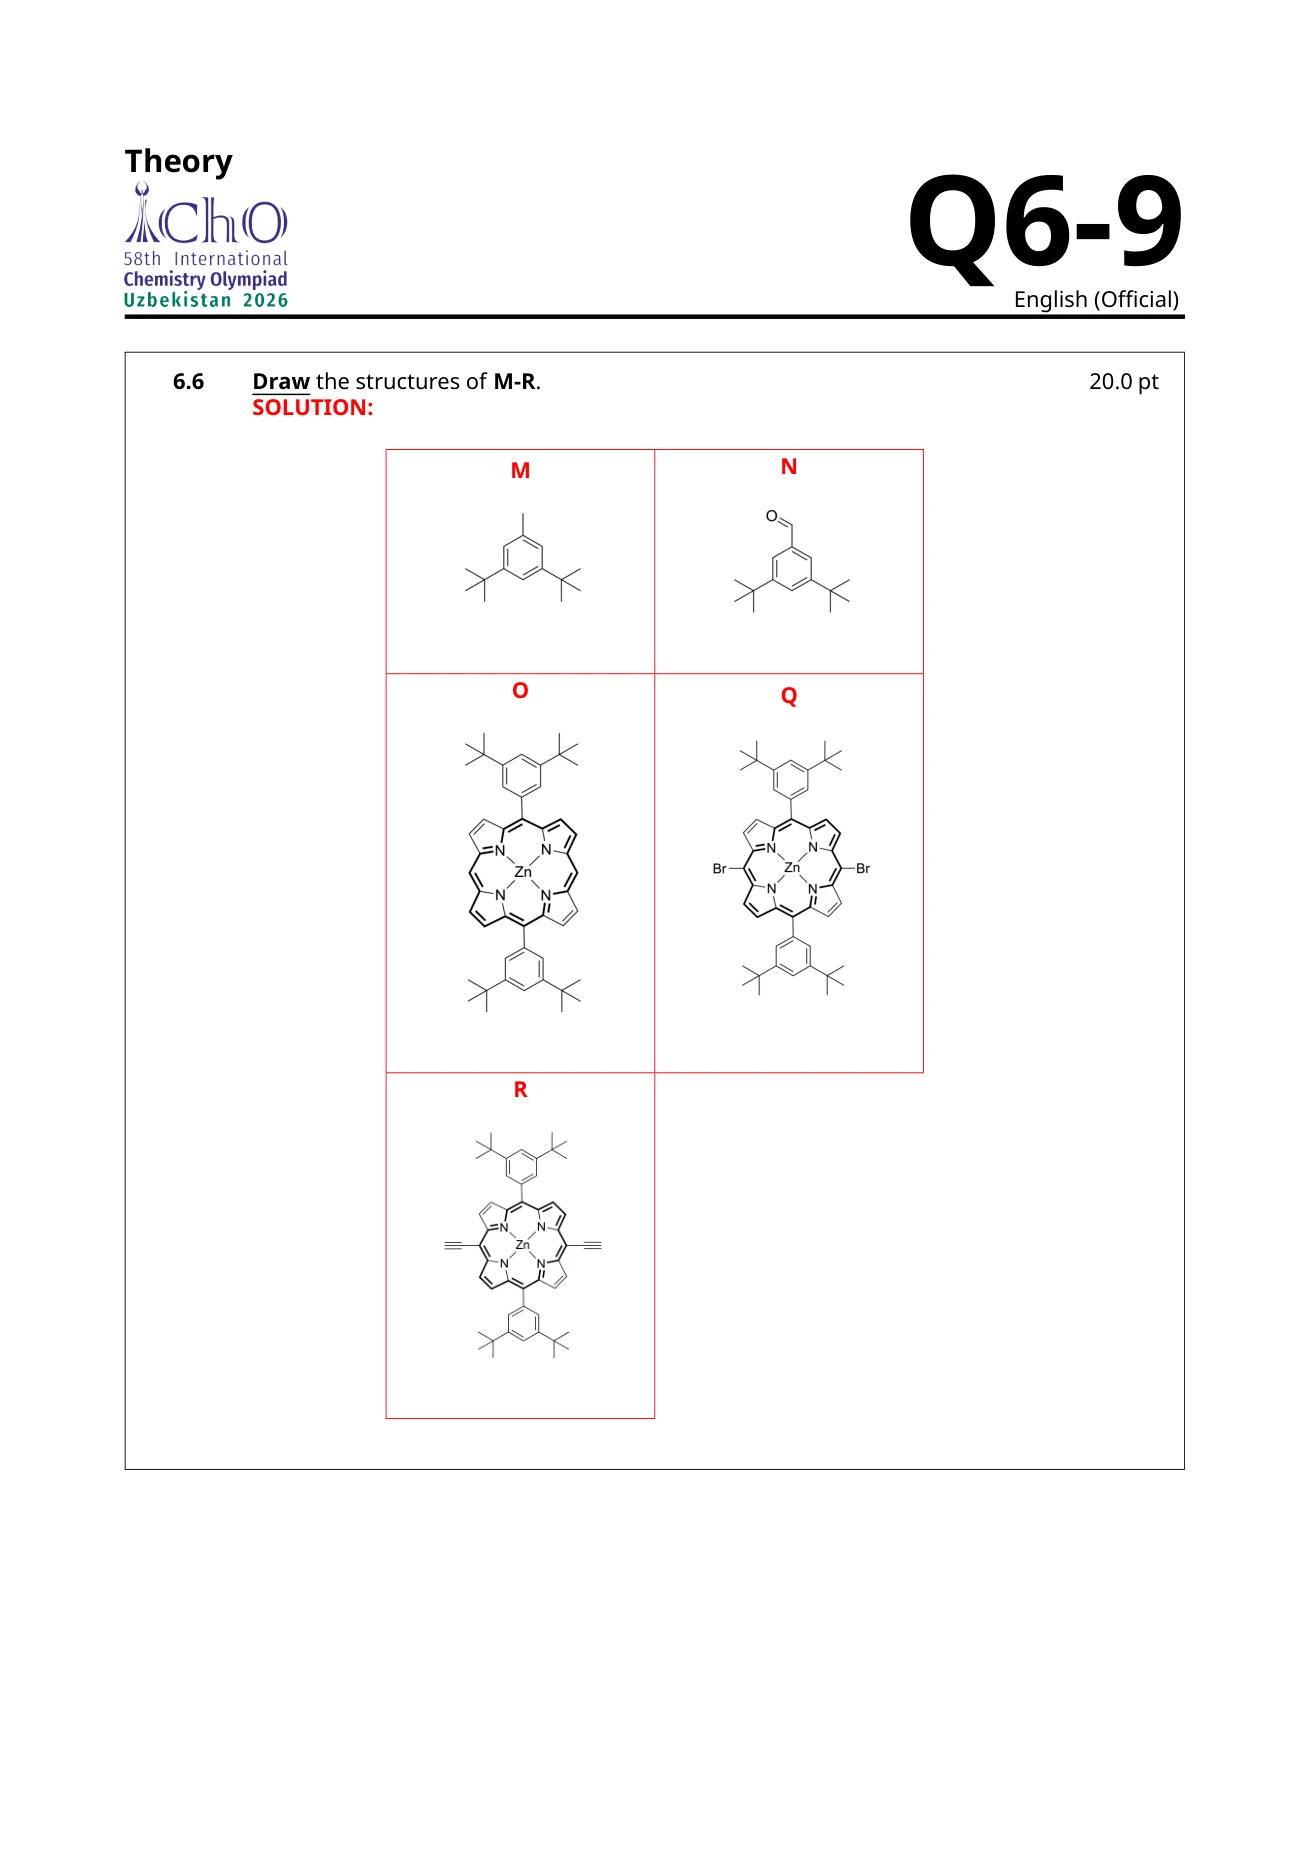 Theory
IChO
58th International
Chemistry Olympiad
Uzbekistan 2026
Q6-9
English (Official)
6.6 Draw the structures of M-R. 20.0 pt
SOLUTION:
M N
O
O Q
N N
Zn
N N
N N
Br Zn Br
N N
R
N N
Zn
N N